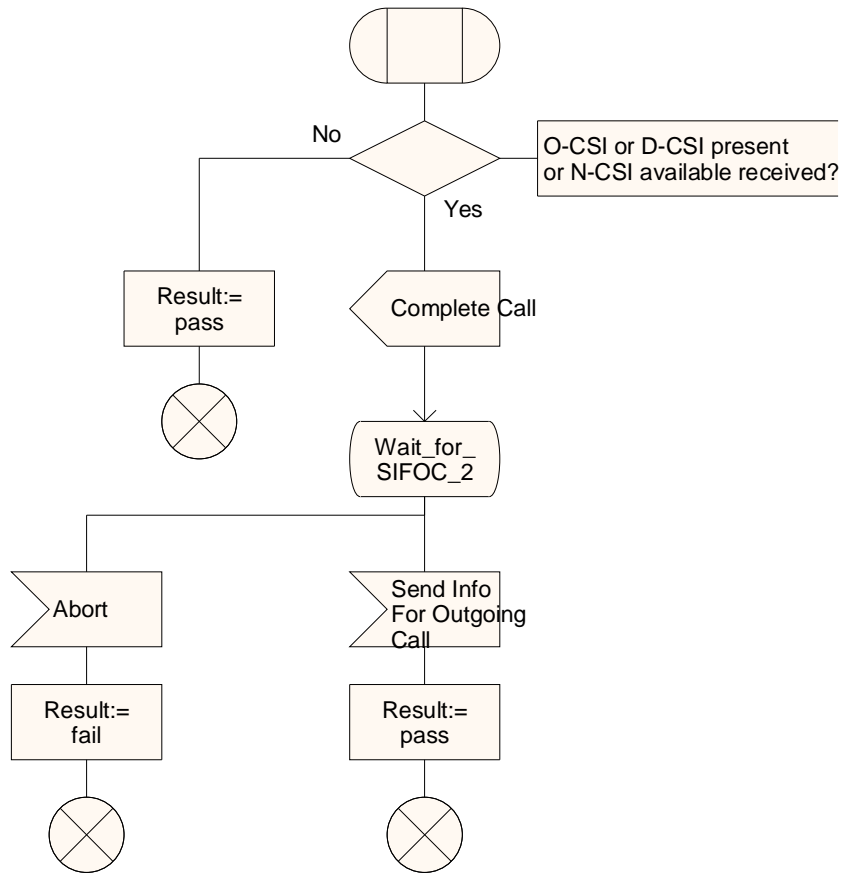 No
O-CSI or D-CSI present
or N-CSI available received?
Yes
Result:=
pass
Complete Call
Wait_for_
SIFOC_2
Abort
Send Info
For Outgoing
Call
Result:=
fail
Result:=
pass